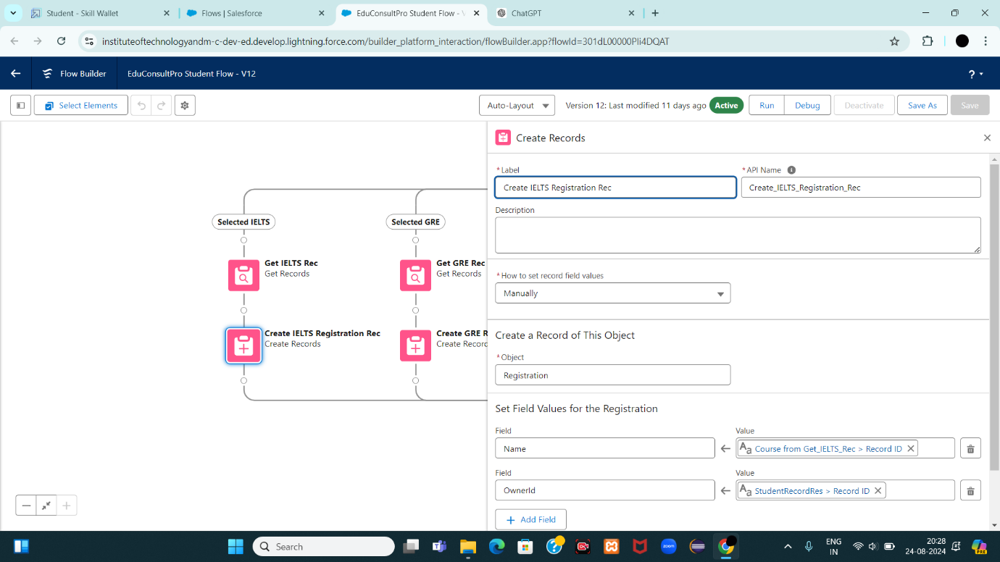 Student - Skill Wallet
Flows | Salesforce
EduConsultPro Student Flow - V
ChatGPT
instituteoftechnologyandm-c-dev-ed.develop.lightning.force.com/builder_platform_interaction/flowBuilder.app?flowId=301dL00000PIi4DQAT
Flow Builder
EduConsultPro Student Flow - V12
?
Select Elements
Auto-Layout
Version 12: Last modified 11 days ago
Active
Run
Debug
Deactivate
Save As
Save
Create Records
*Label
Create IELTS Registration Rec
*API Name
Create_IELTS_Registration_Rec
Description
*How to set record field values
Manually
Create a Record of This Object
*Object
Registration
Set Field Values for the Registration
Field
Name
Value
Aa Course from Get_IELTS_Rec > Record ID
Field
OwnerId
Value
Aa StudentRecordRes > Record ID
+ Add Field
Selected IELTS
Selected GRE
Get IELTS Rec
Get Records
Get GRE Rec
Get Records
Create IELTS Registration Rec
Create Records
Create GRE R
Create Record
Search
ENG
IN
20:28
24-08-2024
PRE
zoom